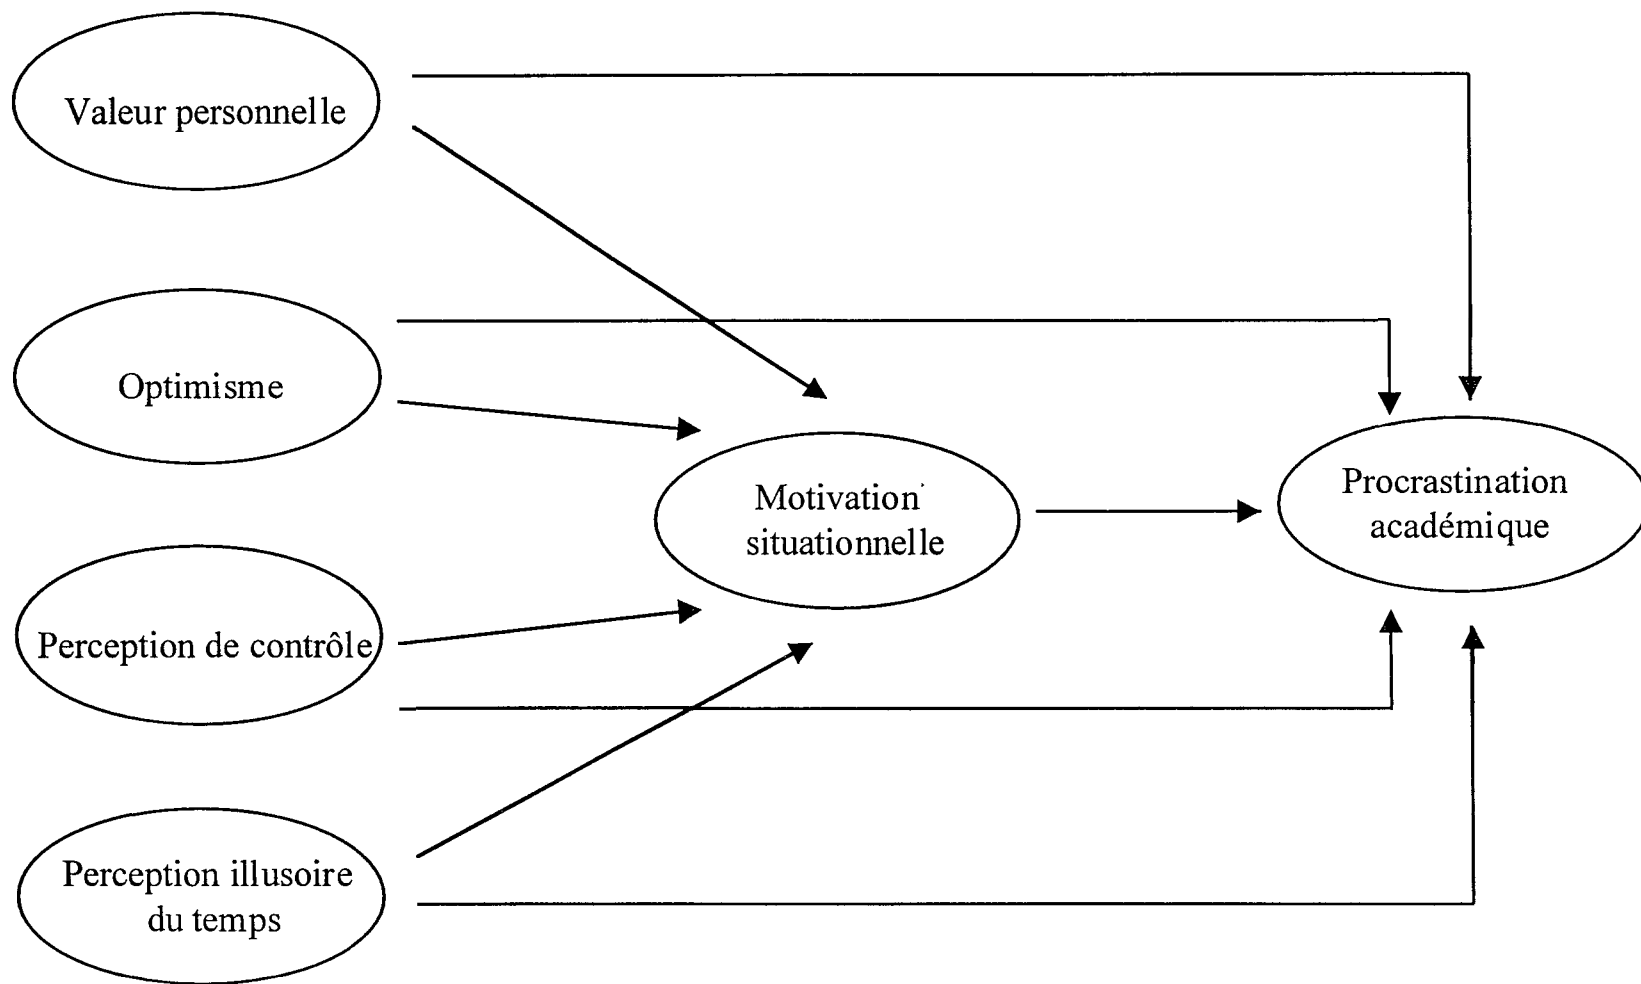 Valeur personnelle
Optimisme
Motivation
situationnelle
Procrastination
académique
Perception de contrôle
Perception illusoire
du temps